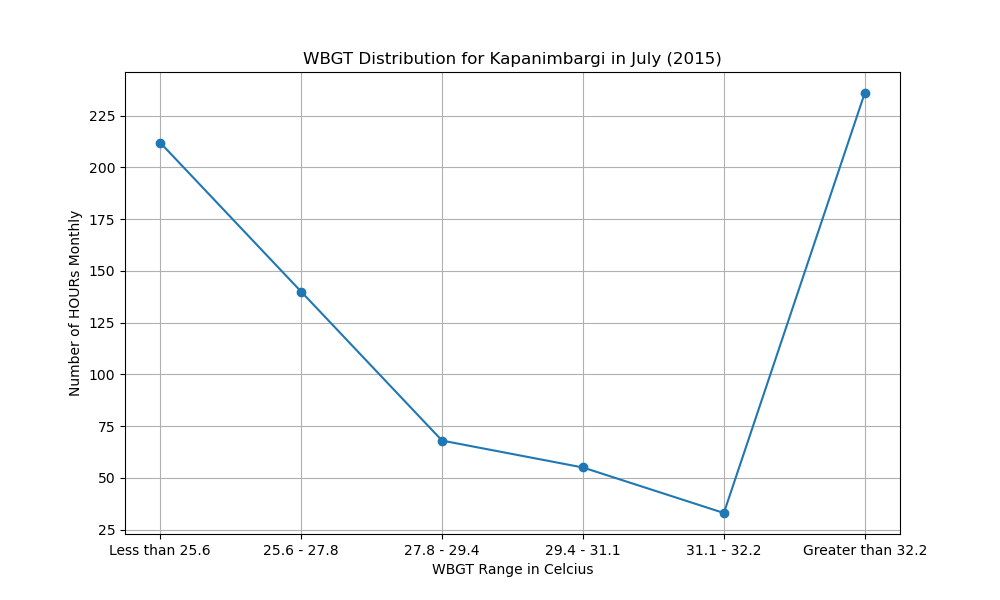 WBGT Distribution for Kapanimbargi in July (2015)
Number of HOURs Monthly
225
200
175
150
125
100
75
50
25
Less than 25.6
25.6 - 27.8
27.8 - 29.4
29.4 - 31.1
31.1 - 32.2
Greater than 32.2
WBGT Range in Celcius